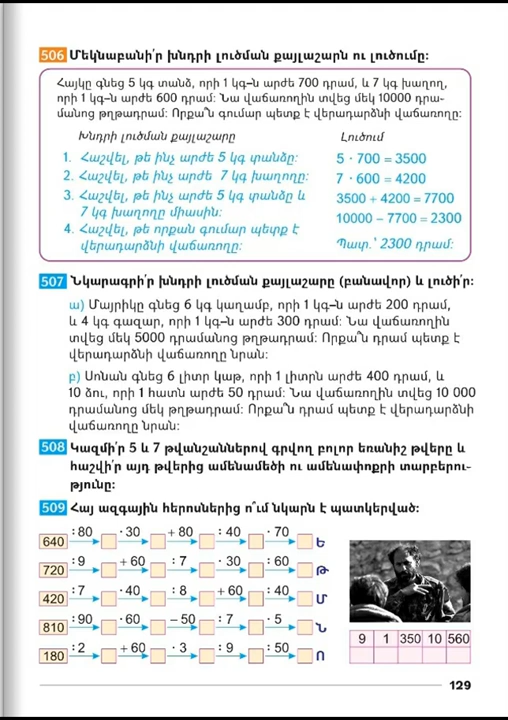 506 Մեկնաբանի՛ր խնդրի լուծման քայլաշարն ու լուծումը:
Հայկը գնեց 5 կգ տանձ, որի 1 կգ–ն արժե 700 դրամ, և 7 կգ խաղող,
որի 1 կգ–ն արժե 600 դրամ: Նա վաճառողին տվեց մեկ 10000 դրա-
մանոց թղթադրամ: Որքա՞ն գումար պետք է վերադարձնի վաճառողը:
Խնդրի լուծման քայլաշարը Լուծում
1. Հաշվել, թե ինչ արժե 5 կգ տանձը: 5 · 700 = 3500
2. Հաշվել, թե ինչ արժե 7 կգ խաղողը: 7 · 600 = 4200
3. Հաշվել, թե ինչ արժե 5 կգ տանձը և 3500 + 4200 = 7700
7 կգ խաղողը միասին:
4. Հաշվել, թե որքան գումար պետք է 10000 – 7700 = 2300
վերադարձնի վաճառողը: Պատ.՝ 2300 դրամ:
507 Նկարագրի՛ր խնդրի լուծման քայլաշարը (բանավոր) և լուծի՛ր:
ա) Մայրիկը գնեց 6 կգ կաղամբ, որի 1 կգ–ն արժե 200 դրամ,
և 4 կգ գազար, որի 1 կգ–ն արժե 300 դրամ: Նա վաճառողին
տվեց մեկ 5000 դրամանոց թղթադրամ: Որքա՞ն դրամ պետք է
վերադարձնի վաճառողը նրան:
բ) Սոնան գնեց 6 լիտր կաթ, որի 1 լիտրն արժե 400 դրամ, և
10 ձու, որի 1 հատն արժե 50 դրամ: Նա վաճառողին տվեց 10 000
դրամանոց մեկ թղթադրամ: Որքա՞ն դրամ պետք է վերադարձնի
վաճառողը նրան:
508 Կազմի՛ր 5 և 7 թվանշաններով գրվող բոլոր եռանիշ թվերը և
հաշվի՛ր այդ թվերից ամենամեծի ու ամենափոքրի տարբերու-
թյունը:
509 Հայ ազգային հերոսներից ո՞ւմ նկարն է պատկերված:
640 : 80 · 30 + 80 : 40 · 70 Ե
720 : 9 + 60 : 7 · 30 : 60 Թ
420 : 7 · 40 : 8 + 60 : 40 Մ
810 : 90 · 60 – 50 : 7 · 5 Ն
180 : 2 + 60 · 3 : 9 : 50 Ո
9 1 350 10 560
129